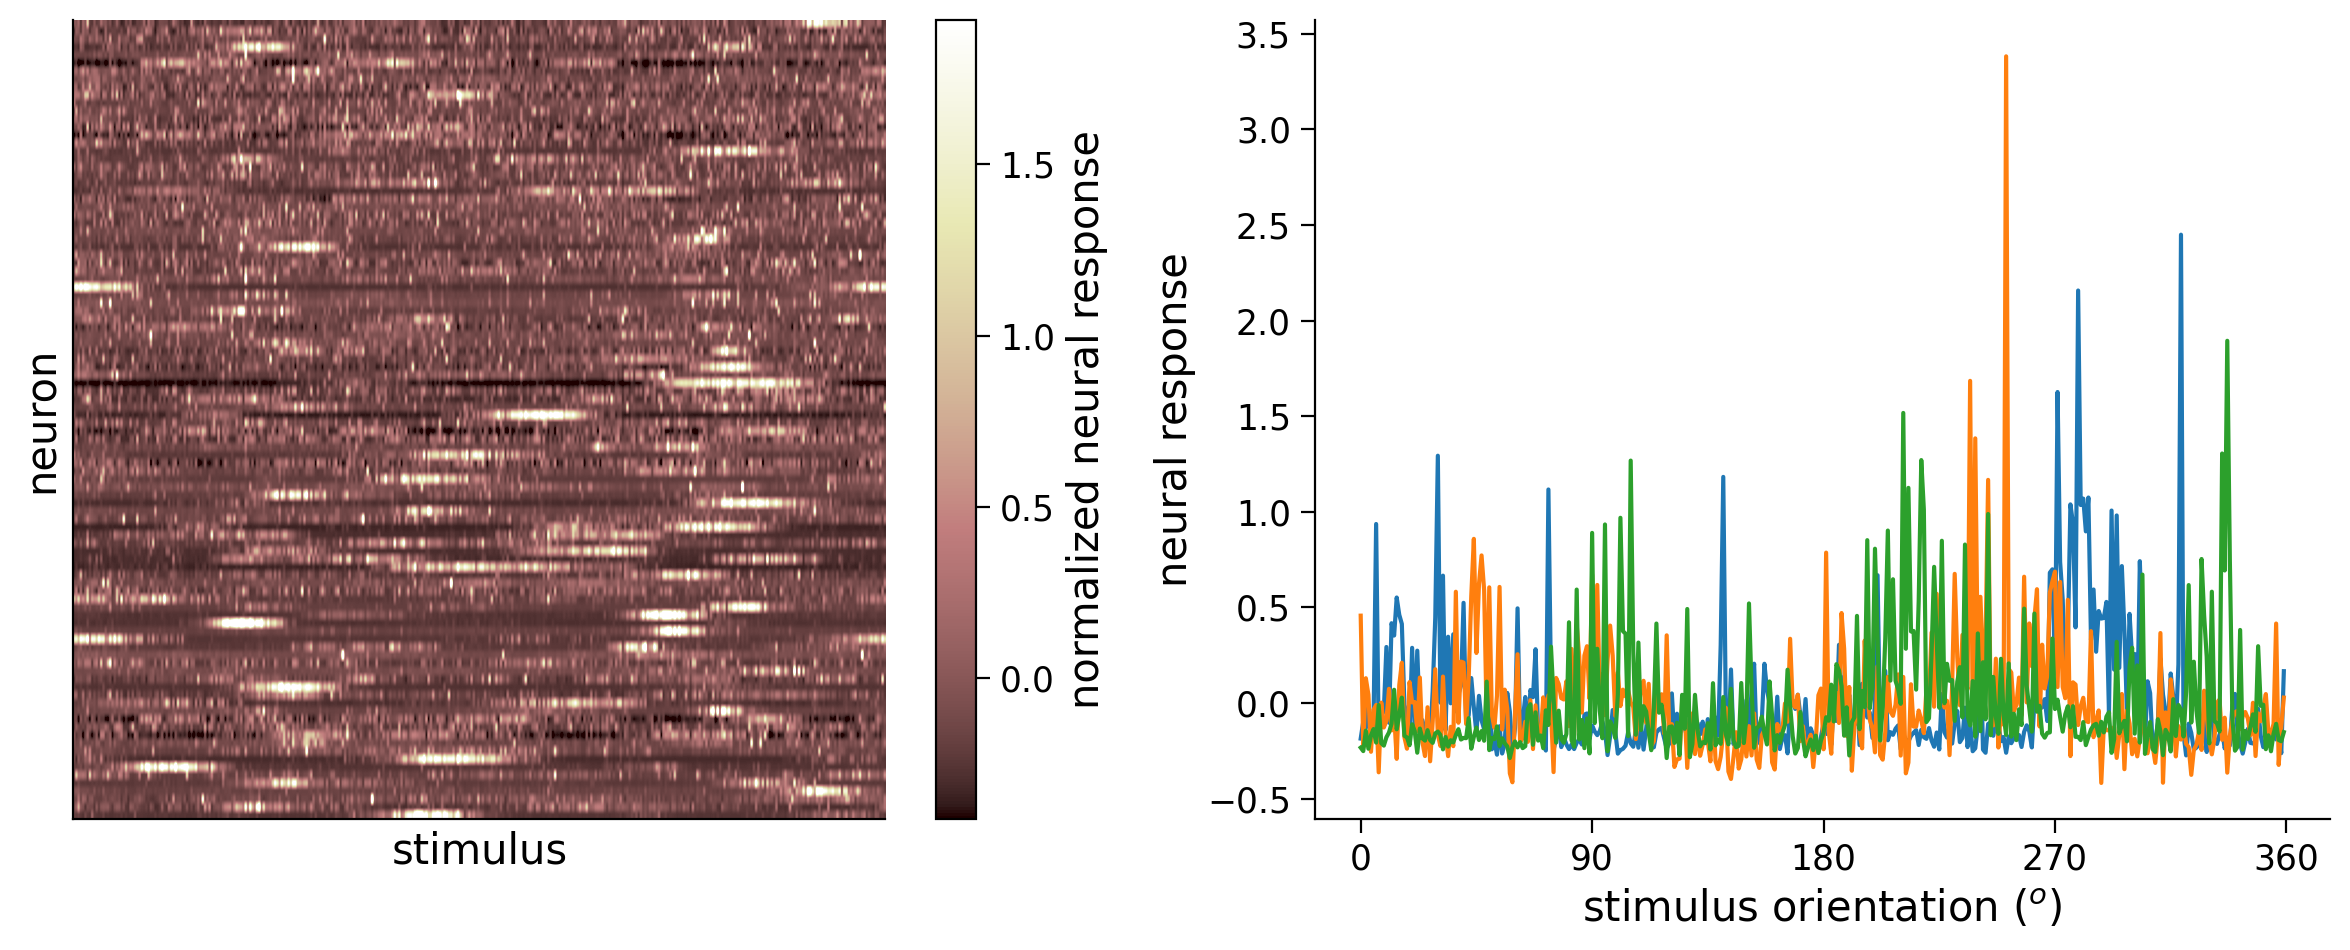 neuron
stimulus
1.5
1.0
0.5
0.0
normalized neural response
neural response
3.5
3.0
2.5
2.0
1.5
1.0
0.5
0.0
−0.5
0 90 180 270 360
stimulus orientation (°)